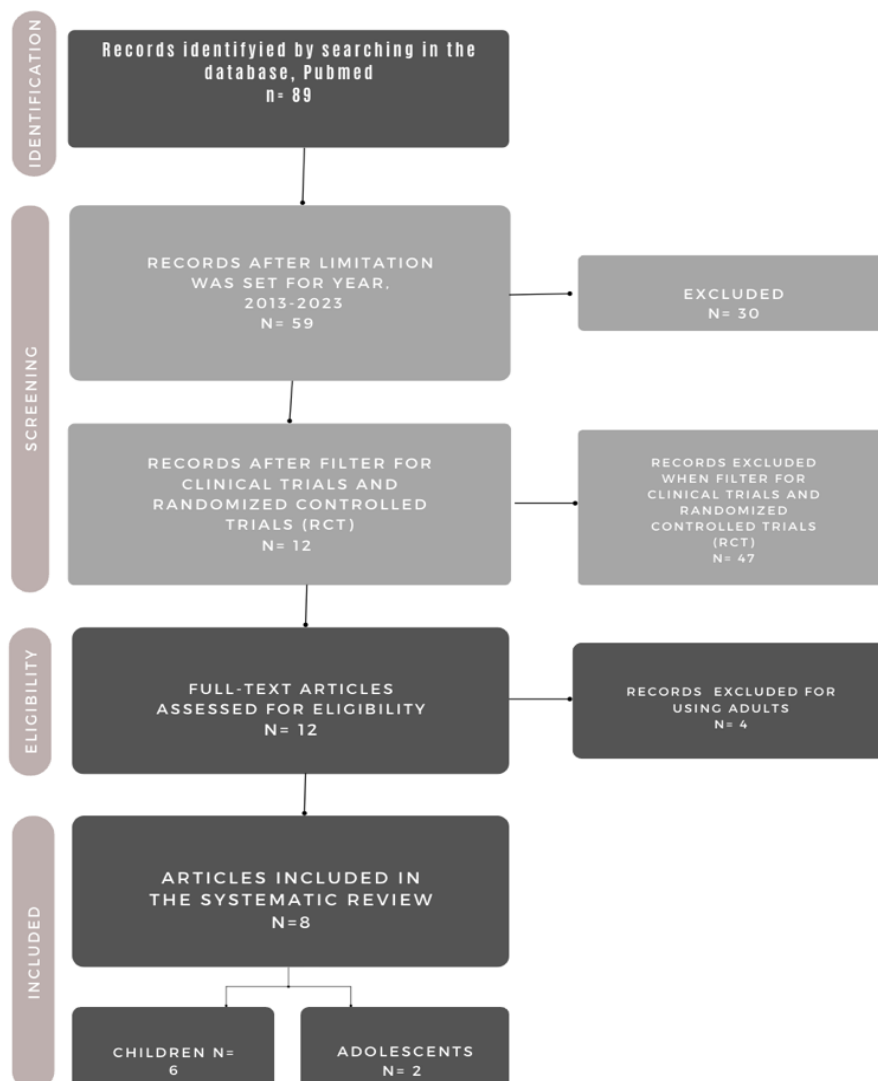 IDENTIFICATION
Records identifyied by searching in the
database, Pubmed
n= 89
SCREENING
RECORDS AFTER LIMITATION
WAS SET FOR YEAR,
2013-2023
N= 59
EXCLUDED
N= 30
RECORDS AFTER FILTER FOR
CLINICAL TRIALS AND
RANDOMIZED CONTROLLED
TRIALS (RCT)
N= 12
RECORDS EXCLUDED
WHEN FILTER FOR
CLINICAL TRIALS AND
RANDOMIZED
CONTROLLED TRIALS
(RCT)
N= 47
ELIGIBILITY
FULL-TEXT ARTICLES
ASSESSED FOR ELIGIBILITY
N= 12
RECORDS EXCLUDED FOR
USING ADULTS
N= 4
INCLUDED
ARTICLES INCLUDED IN
THE SYSTEMATIC REVIEW
N=8
CHILDREN N=
6
ADOLESCENTS
N= 2